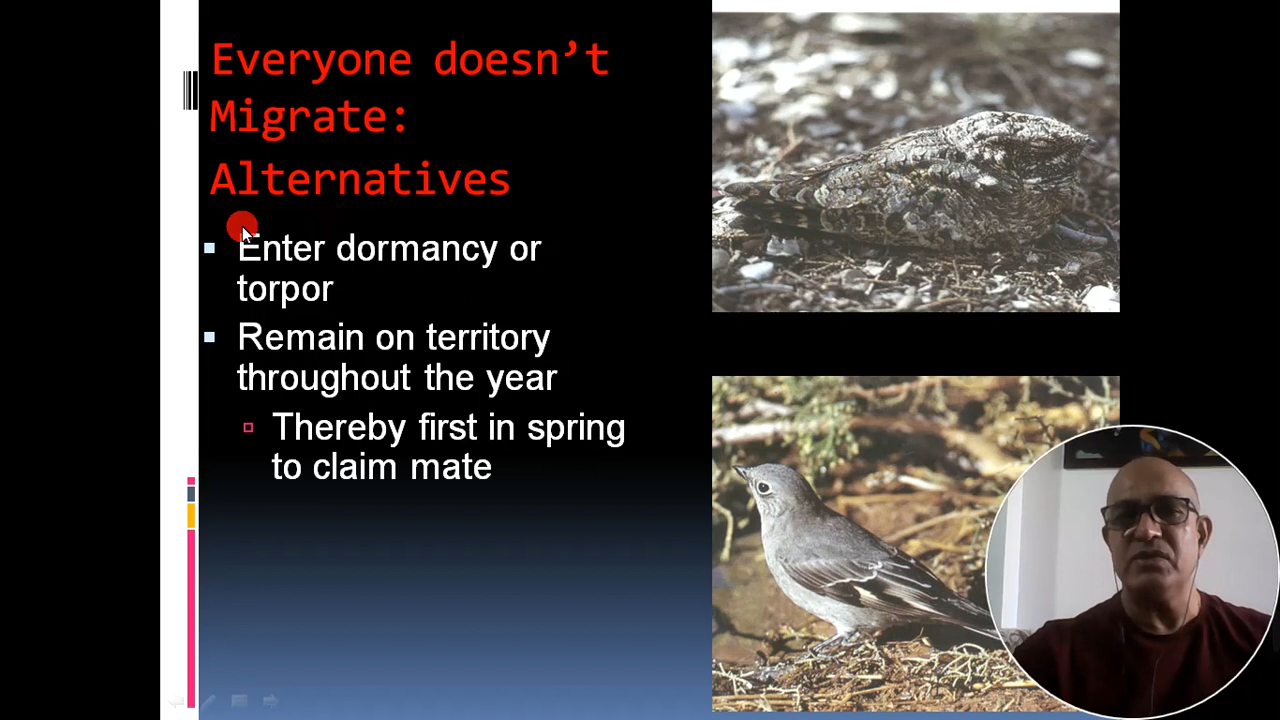 Everyone doesn’t
Migrate:
Alternatives
Enter dormancy or
torpor
Remain on territory
throughout the year
Thereby first in spring
to claim mate